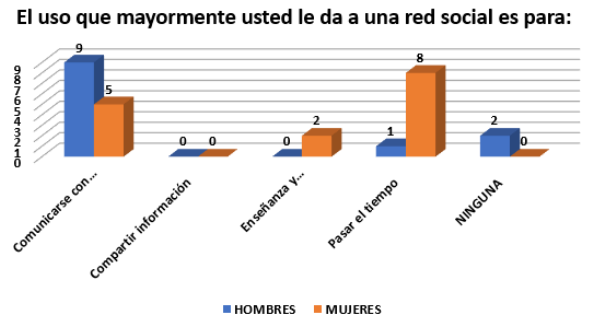 El uso que mayormente usted le da a una red social es para:
9
8
7
6
5
4
3
2
1
0
9
5
0
0
0
2
1
8
2
0
Comunicarse con...
Compartir información
Enseñanza y...
Pasar el tiempo
NINGUNA
HOMBRES
MUJERES